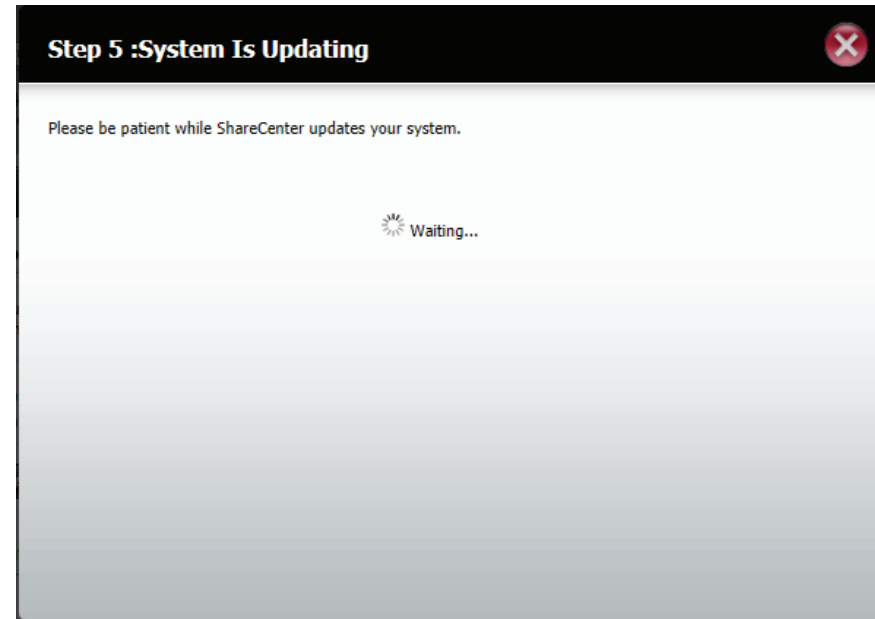 Step 5 :System Is Updating
Please be patient while ShareCenter updates your system.
Waiting...